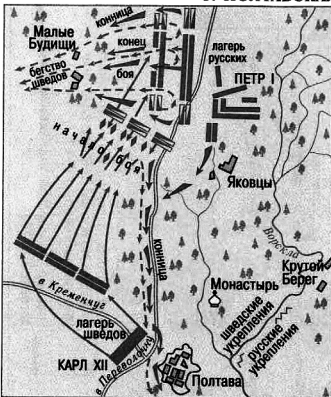 конница
Малые
Будищи
конец
боя
бегство
шведов
лагерь
русских
ПЕТР I
начало боя
Яковцы
Ворскла
конница
Крутой
Берег
Монастырь
в Кременчуг
шведские
укрепления
русские
укрепления
лагерь
шведов
КАРЛ XII
в Переволочну
Полтава